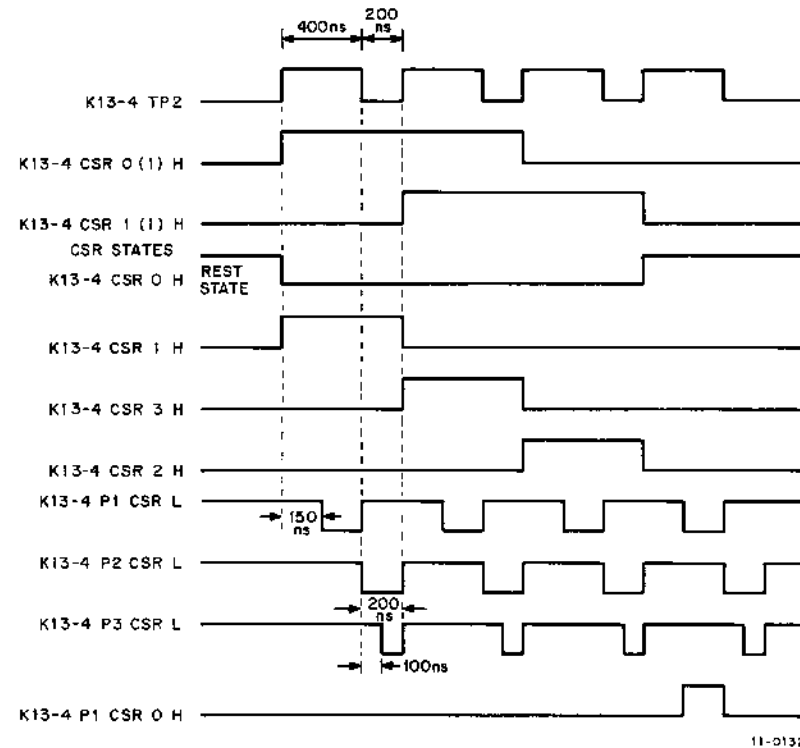 400ns
200
ns
K13-4 TP2
K13-4 CSR 0 (1) H
K13-4 CSR 1 (1) H
CSR STATES
K13-4 CSR 0 H
REST
STATE
K13-4 CSR 1 H
K13-4 CSR 3 H
K13-4 CSR 2 H
K13-4 P1 CSR L
150
ns
K13-4 P2 CSR L
200
ns
K13-4 P3 CSR L
100ns
K13-4 P1 CSR 0 H
11-0132